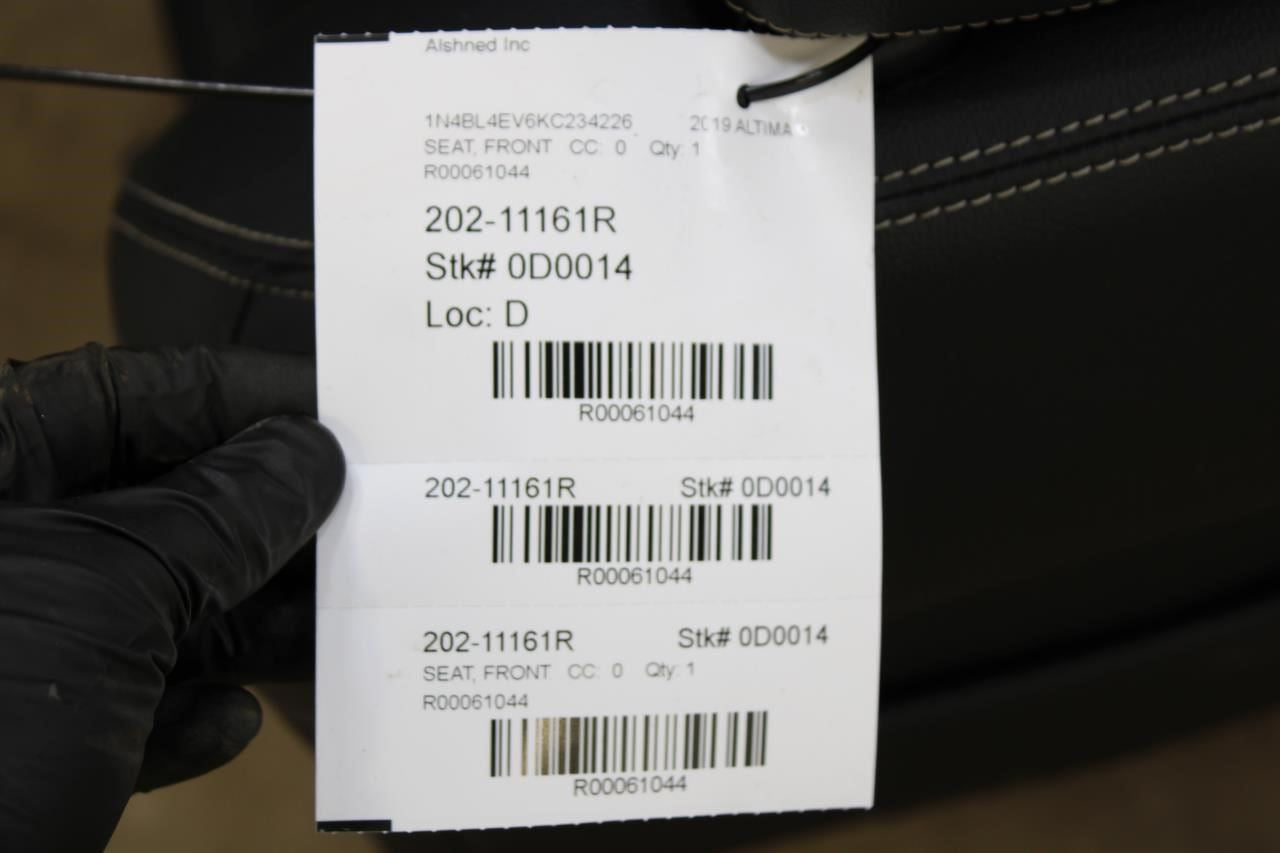 Alshned Inc
1N4BL4EV6KC234226 2019 ALTIMA
SEAT, FRONT CC: 0 Qty: 1
R00061044
202-11161R
Stk# 0D0014
Loc: D
R00061044
202-11161R Stk# 0D0014
R00061044
202-11161R Stk# 0D0014
SEAT, FRONT CC: 0 Qty: 1
R00061044
R00061044